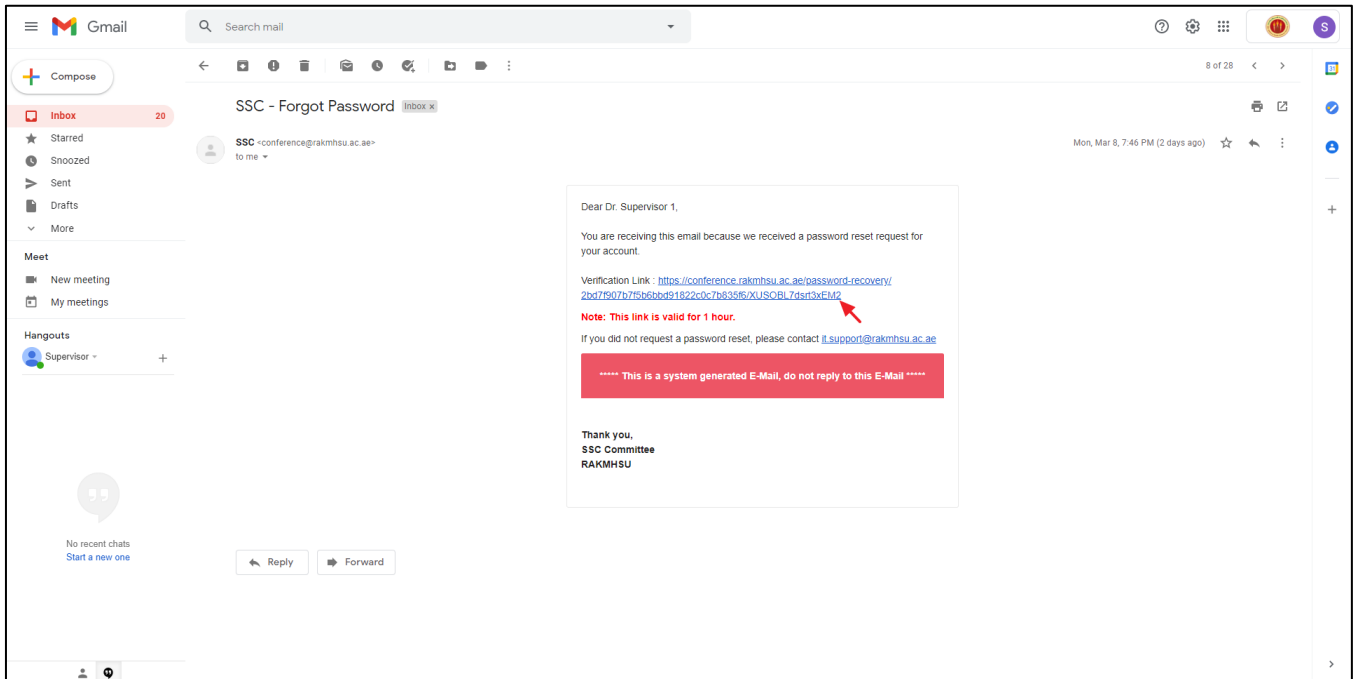 Gmail
Search mail
S
Compose
8 of 28
31
SSC - Forgot Password Inbox x
Inbox 20
Starred
SSC <conference@rakmhsu.ac.ae>
Mon, Mar 8, 7:46 PM (2 days ago)
to me
Snoozed
Sent
Drafts
More
Meet
New meeting
My meetings
Hangouts
Supervisor
No recent chats
Start a new one
Dear Dr. Supervisor 1,
You are receiving this email because we received a password reset request for
your account.
Verification Link : https://conference.rakmhsu.ac.ae/password-recovery/
2bd7f907b7f5b6bbd91822c0c7b835f6/XUSOBL7dsrt3xEM2
Note: This link is valid for 1 hour.
If you did not request a password reset, please contact it.support@rakmhsu.ac.ae
***** This is a system generated E-Mail, do not reply to this E-Mail *****
Thank you,
SSC Committee
RAKMHSU
Reply
Forward